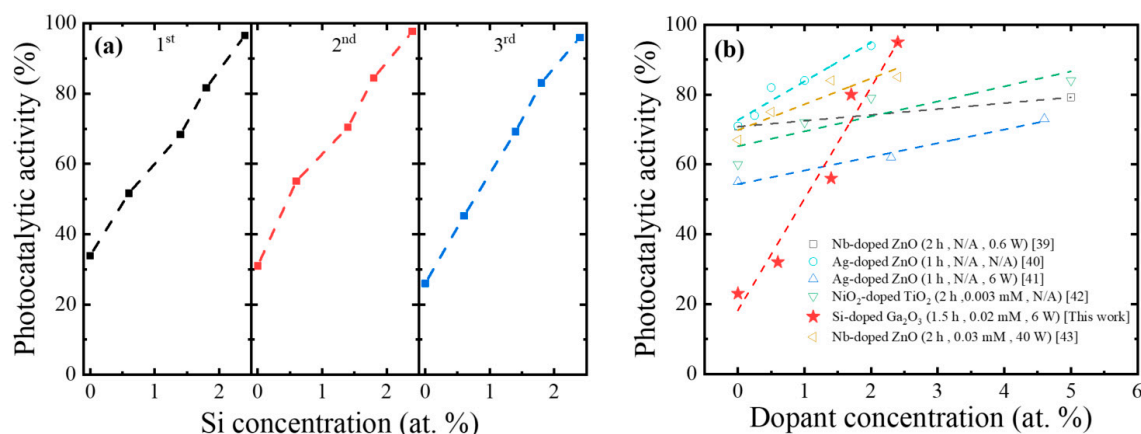 (a)
1st
2nd
3rd
Photocatalytic activity (%)
100
80
60
40
20
0
0 1 2 0 1 2 0 1 2
Si concentration (at. %)
(b)
Photocatalytic activity (%)
100
80
60
40
20
0
Nb-doped ZnO (2 h , N/A , 0.6 W) [39]
Ag-doped ZnO (1 h , N/A , N/A) [40]
Ag-doped ZnO (1 h , N/A , 6 W) [41]
NiO2-doped TiO2 (2 h ,0.003 mM , N/A) [42]
Si-doped Ga2O3 (1.5 h , 0.02 mM , 6 W) [This work]
Nb-doped ZnO (2 h , 0.03 mM , 40 W) [43]
0 1 2 3 4 5 6
Dopant concentration (at. %)